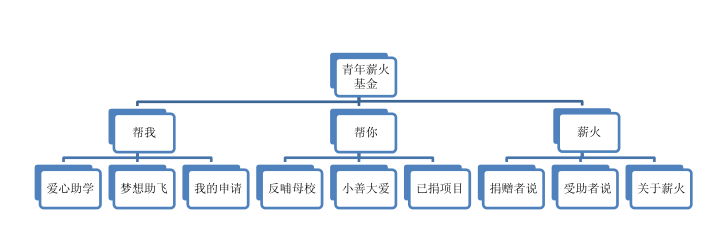 青年薪火
基金
帮我
帮你
薪火
爱心助学
梦想助飞
我的申请
反哺母校
小善大爱
已捐项目
捐赠者说
受助者说
关于薪火